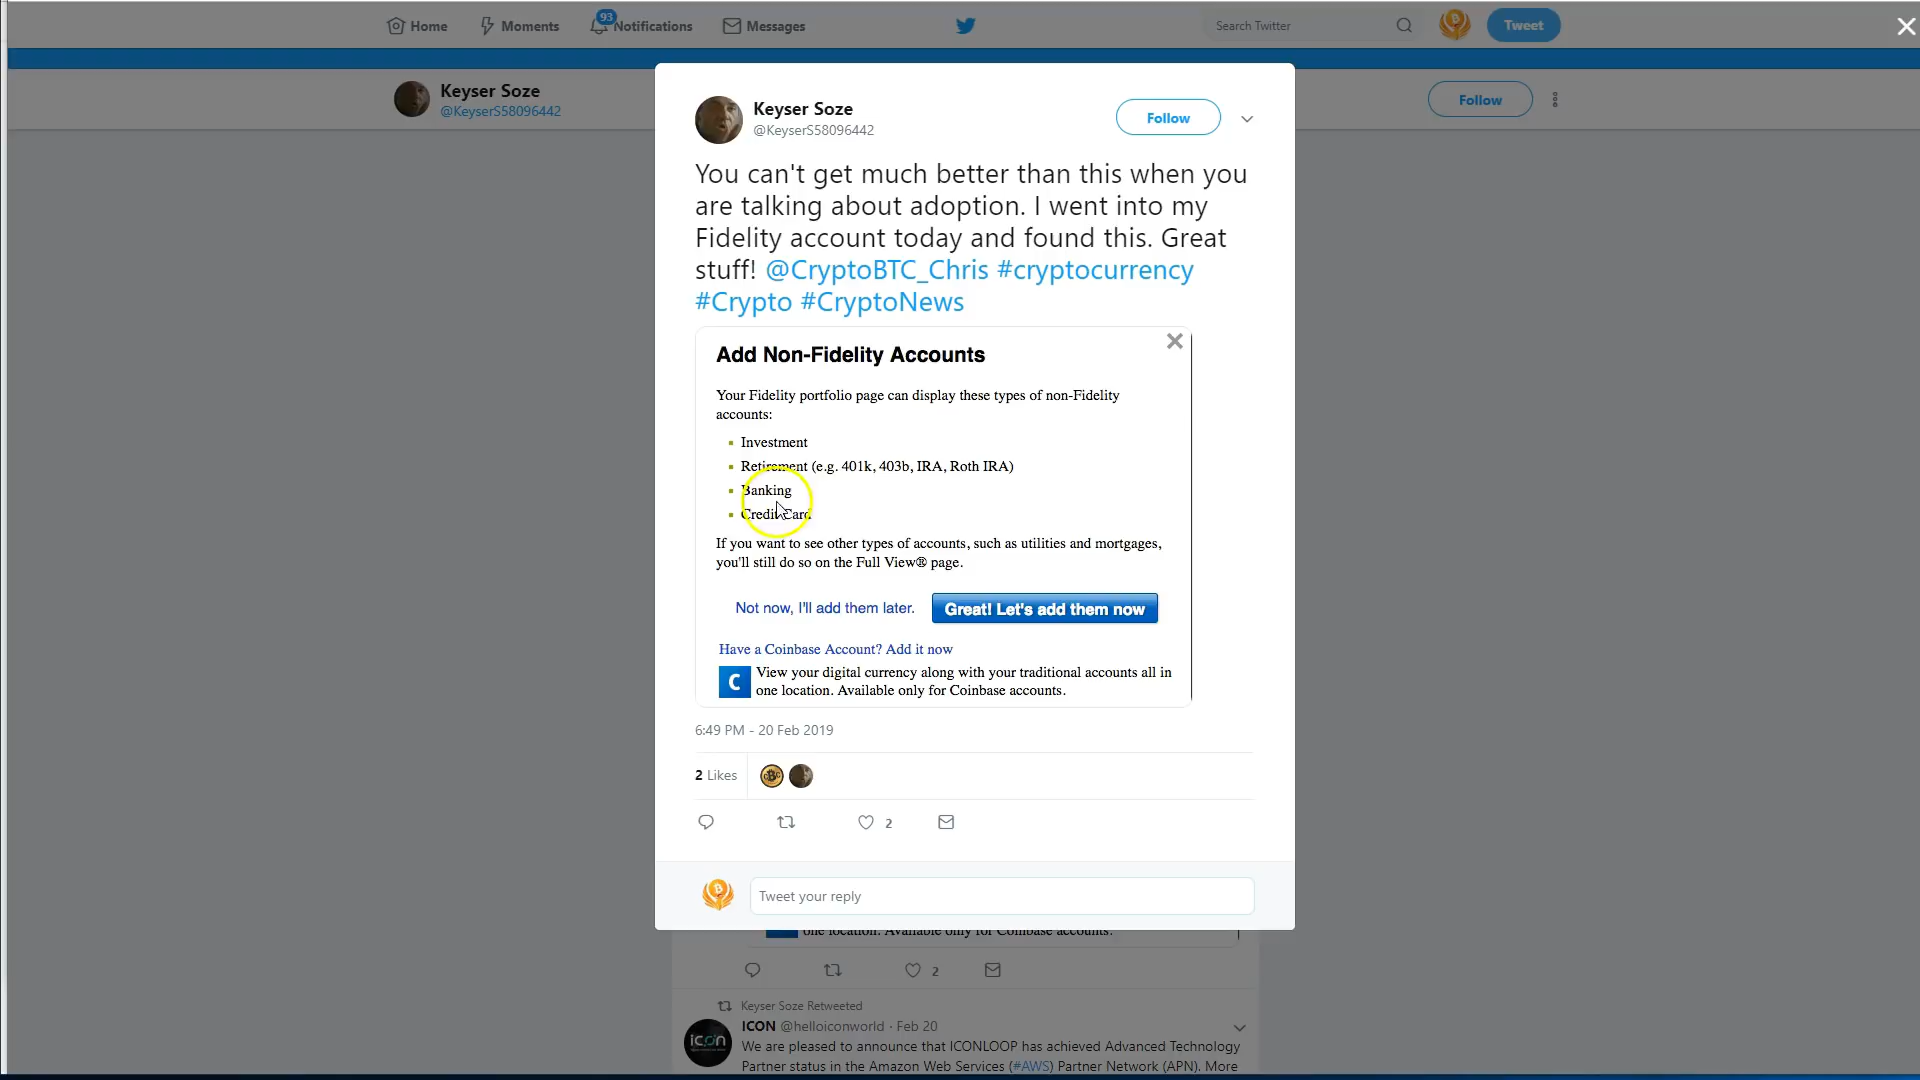 Home
Moments
93
Notifications
Messages
Search Twitter
Tweet
Keyser Soze
@KeyserS58096442
Follow
Keyser Soze
@KeyserS58096442
Follow
You can't get much better than this when you
are talking about adoption. I went into my
Fidelity account today and found this. Great
stuff! @CryptoBTC_Chris #cryptocurrency
#Crypto #CryptoNews
Add Non-Fidelity Accounts
Your Fidelity portfolio page can display these types of non-Fidelity
accounts:
Investment
Retirement (e.g. 401k, 403b, IRA, Roth IRA)
Banking
Credit Card
If you want to see other types of accounts, such as utilities and mortgages,
you'll still do so on the Full View® page.
Not now, I'll add them later.
Great! Let's add them now
Have a Coinbase Account? Add it now
C
View your digital currency along with your traditional accounts all in
one location. Available only for Coinbase accounts.
6:49 PM - 20 Feb 2019
2 Likes
2
Tweet your reply
one location. Available only for Coinbase accounts.
2
Keyser Soze Retweeted
ICON @helloiconworld · Feb 20
icon
We are pleased to announce that ICONLOOP has achieved Advanced Technology
Partner status in the Amazon Web Services (#AWS) Partner Network (APN). More